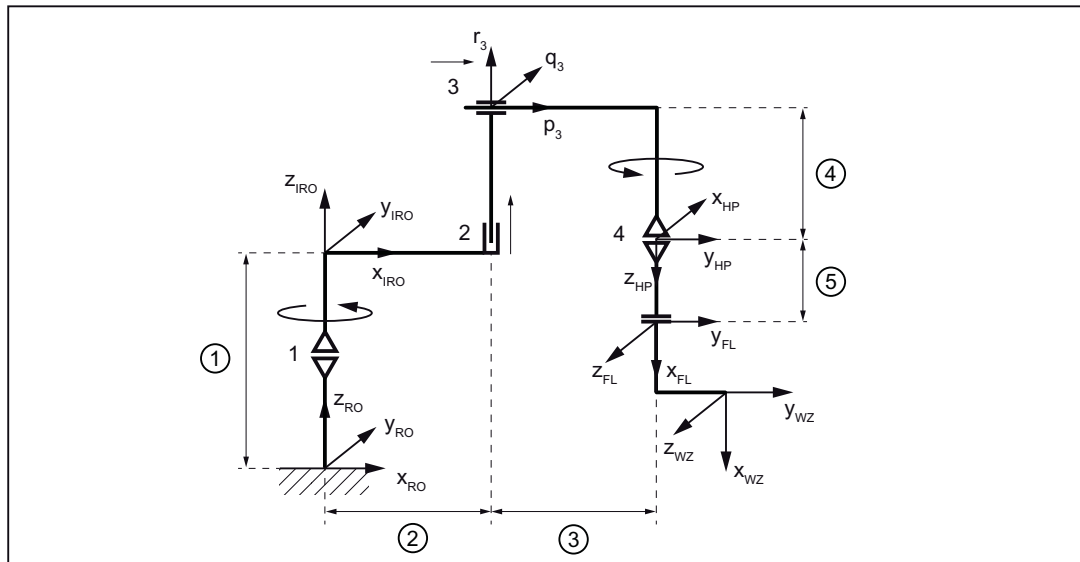 r3
q3
3
p3
④
zIRO
yIRO
2
xHP
4
xIRO
yHP
zHP
⑤
1
yFL
①
zFL
xFL
zRO
yRO
yWZ
zWZ
xRO
xWZ
②
③